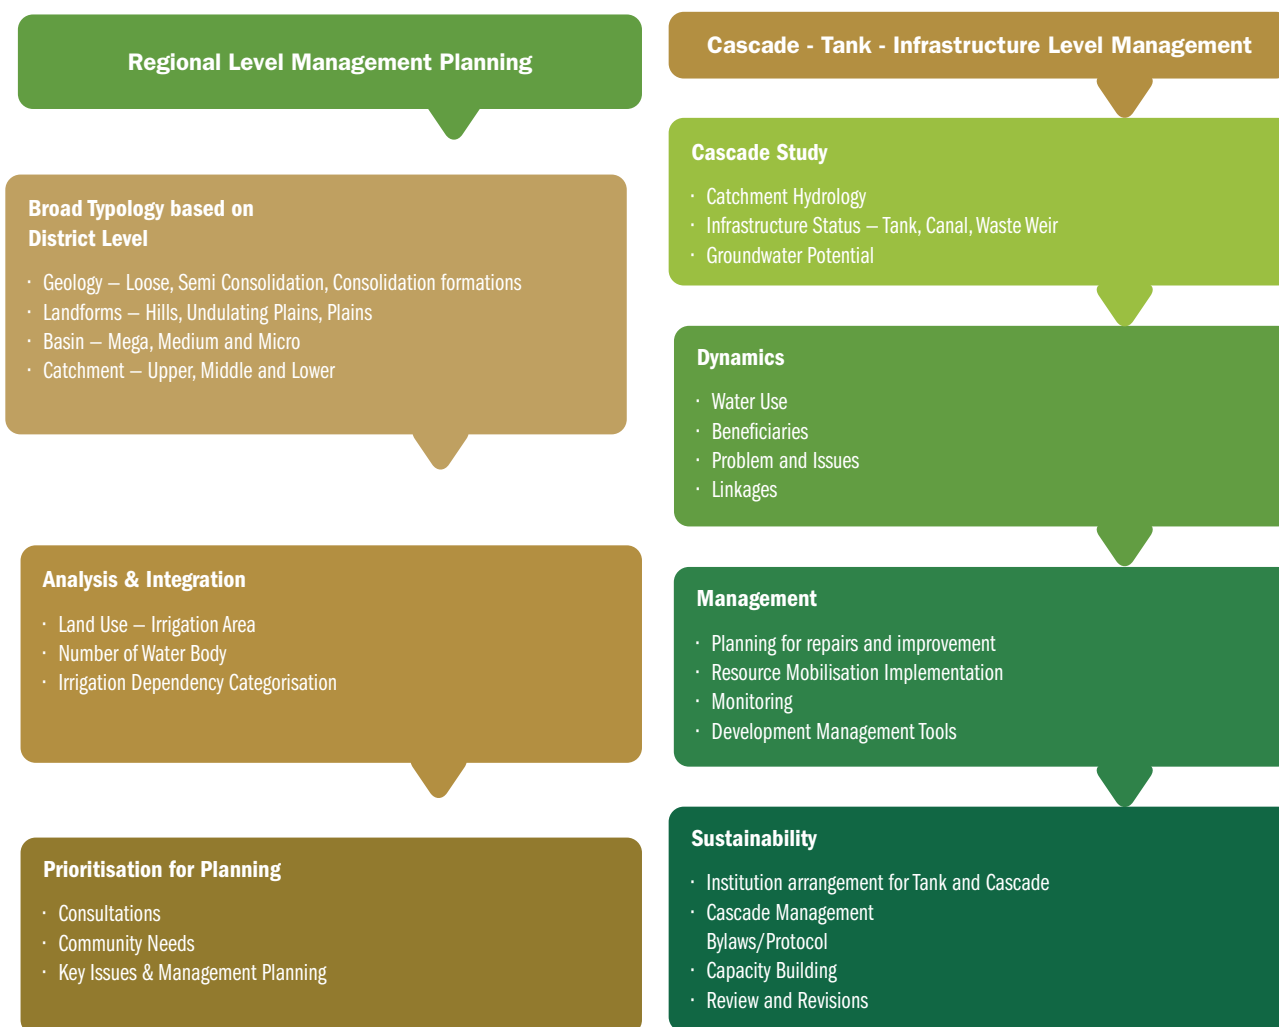 Regional Level Management Planning
Broad Typology based on
District Level
· Geology – Loose, Semi Consolidation, Consolidation formations
· Landforms – Hills, Undulating Plains, Plains
· Basin – Mega, Medium and Micro
· Catchment – Upper, Middle and Lower
Analysis & Integration
· Land Use – Irrigation Area
· Number of Water Body
· Irrigation Dependency Categorisation
Prioritisation for Planning
· Consultations
· Community Needs
· Key Issues & Management Planning
Cascade - Tank - Infrastructure Level Management
Cascade Study
· Catchment Hydrology
· Infrastructure Status – Tank, Canal, Waste Weir
· Groundwater Potential
Dynamics
· Water Use
· Beneficiaries
· Problem and Issues
· Linkages
Management
· Planning for repairs and improvement
· Resource Mobilisation Implementation
· Monitoring
· Development Management Tools
Sustainability
· Institution arrangement for Tank and Cascade
· Cascade Management
Bylaws/Protocol
· Capacity Building
· Review and Revisions